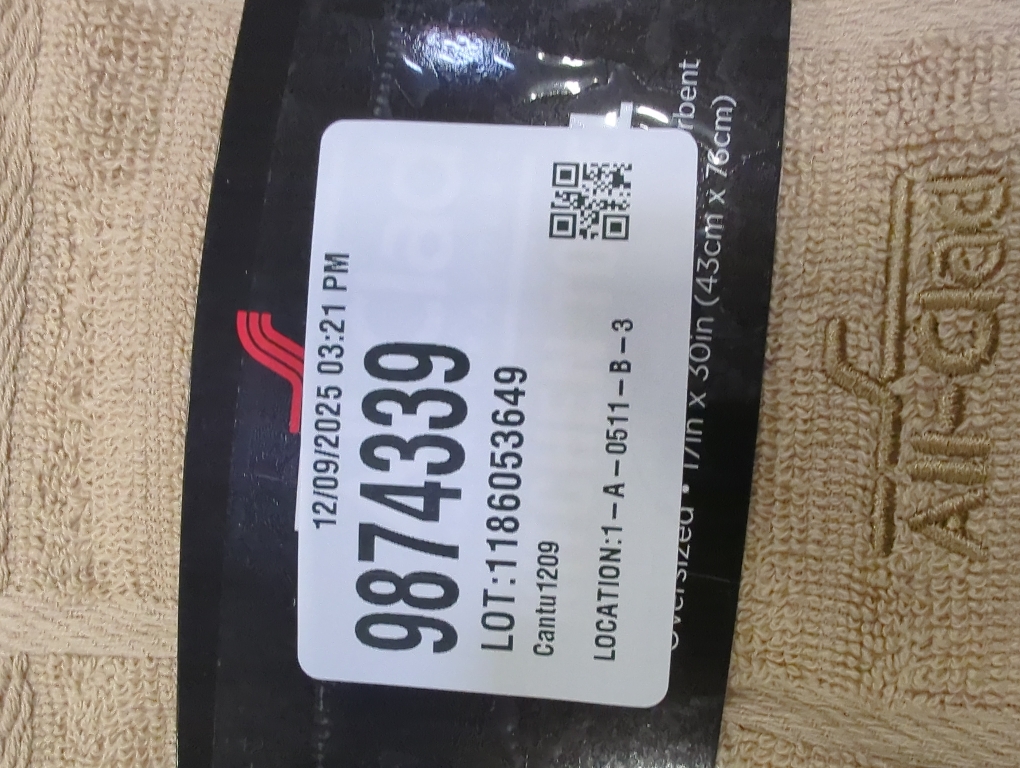 12/09/2025 03:21 PM
9874339
LOT:1186053649
Cantu1209
LOCATION:1-A-0511-B-3
Oversized • 17in x 30in (43cm x 76cm)
All-Clad